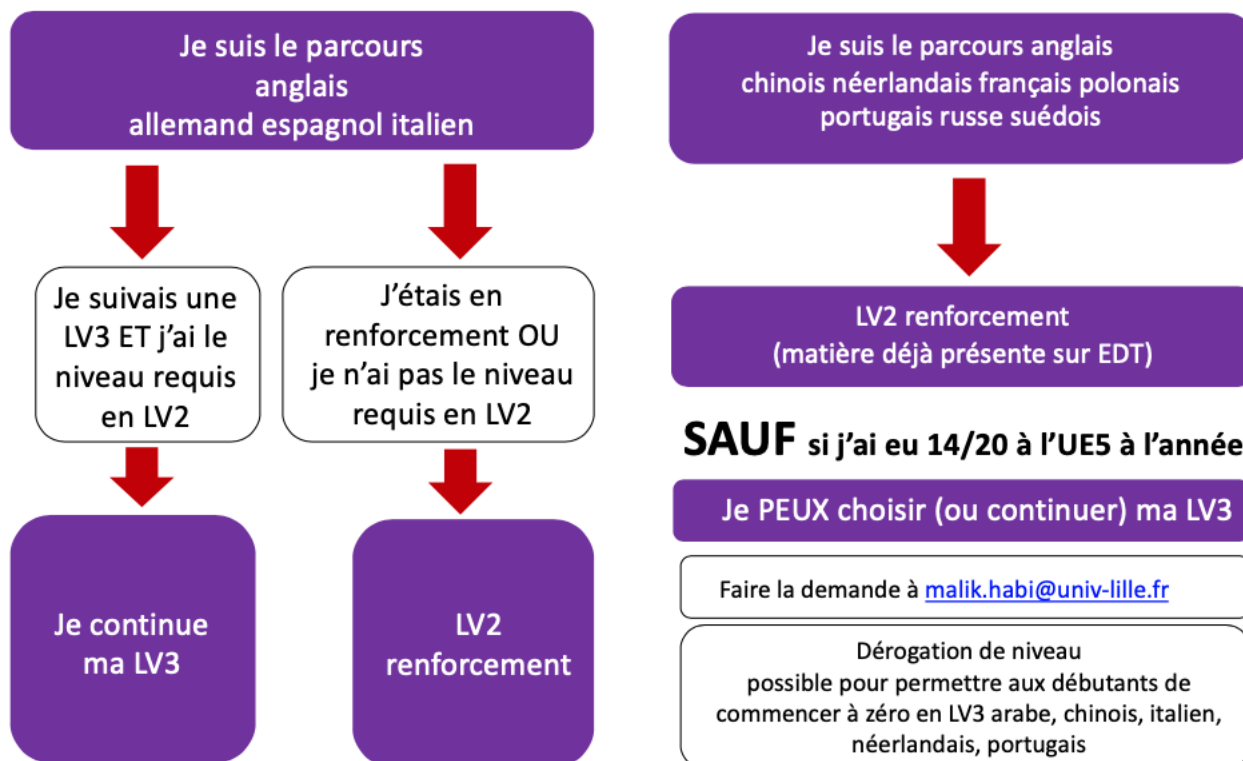 Je suis le parcours
anglais
allemand espagnol italien
Je suivais une
LV3 ET j'ai le
niveau requis
en LV2
J'étais en
renforcement OU
je n'ai pas le niveau
requis en LV2
Je continue
ma LV3
LV2
renforcement
Je suis le parcours anglais
chinois néerlandais français polonais
portugais russe suédois
LV2 renforcement
(matière déjà présente sur EDT)
SAUF si j'ai eu 14/20 à l'UE5 à l'année
Je PEUX choisir (ou continuer) ma LV3
Faire la demande à malik.habi@univ-lille.fr
Dérogation de niveau
possible pour permettre aux débutants de
commencer à zéro en LV3 arabe, chinois, italien,
néerlandais, portugais